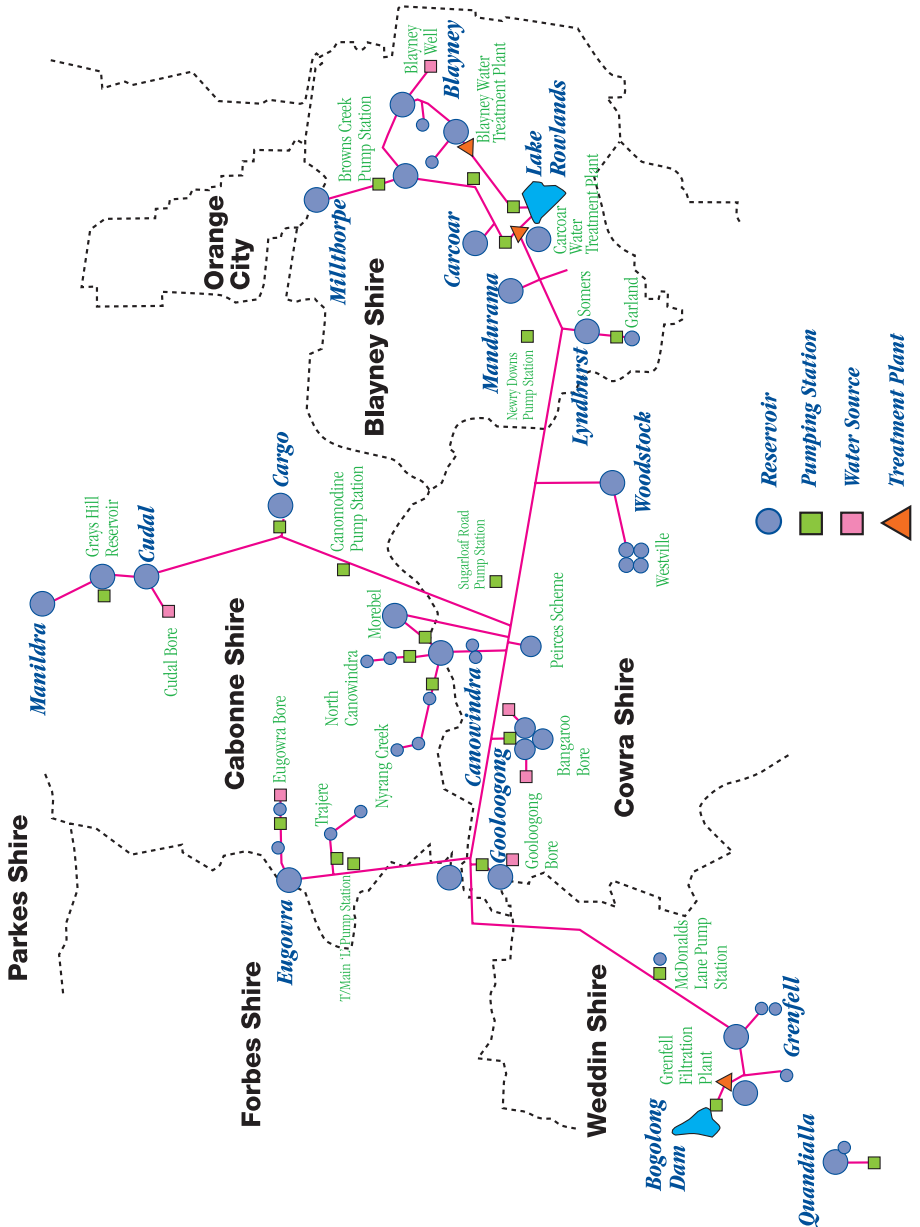 Parkes Shire
Forbes Shire
Weddin Shire
Cabonne Shire
Cowra Shire
Blayney Shire
Orange
City
Manildra
Grays Hill
Reservoir
Cudal
Cudal Bore
Cargo
Canomodine
Pump Station
Morebel
North
Canowindra
Nyrang Creek
Canowindra
Eugowra Bore
Trajere
Eugowra
T/Main 'L' Pump Station
Gooloogong
Gooloogong
Bore
Bangaroo
Bore
Peirces Scheme
Sugarloaf Road
Pump Station
Woodstock
Westville
McDonalds
Lane Pump
Station
Grenfell
Grenfell
Filtration
Plant
Bogolong
Dam
Quandialla
Millthorpe
Browns Creek
Pump Station
Blayney
Well
Blayney
Blayney Water
Treatment Plant
Lake
Rowlands
Carcoar
Carcoar
Water
Treatment Plant
Mandurama
Newry Downs
Pump Station
Lyndhurst
Somers
Garland
Reservoir
Pumping Station
Water Source
Treatment Plant